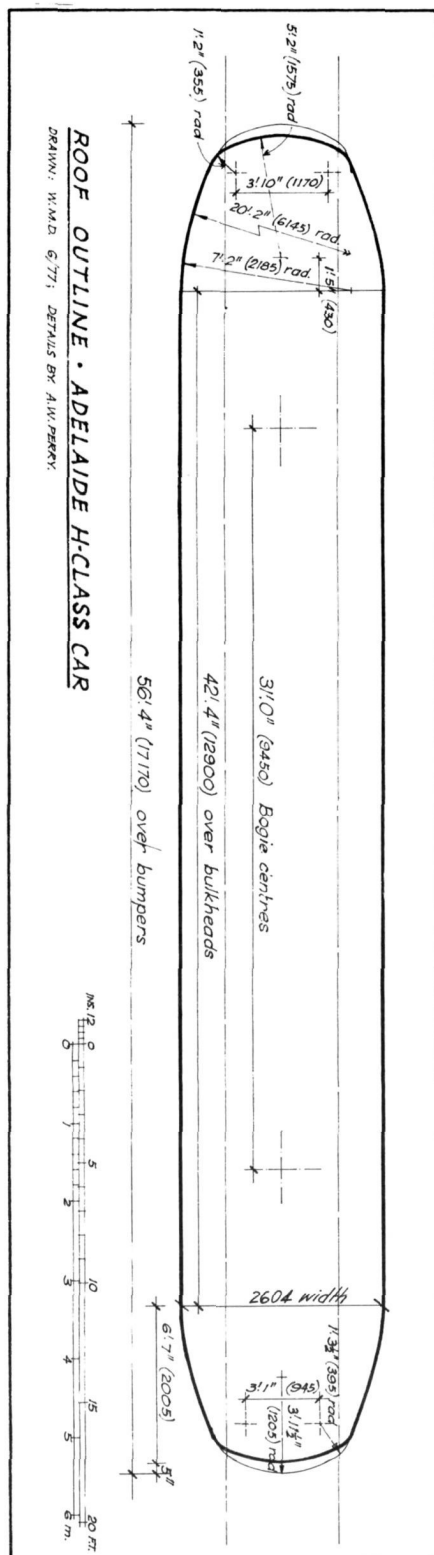 5'.2" (1575) rad
1'.2" (355) rad
3'.10" (1170)
20'.2" (6145) rad.
7'.2" (2185) rad.
1'.5" (430)
31'.0" (9450) Bogie centres
42'.4" (12900) over bulkheads
56'.4" (17170) over bumpers
2604 width
1'.3½" (395) rad
3'.1" (945)
3'.11½" (1205) rad
6'.7" (2005)
5"
ROOF OUTLINE • ADELAIDE H-CLASS CAR
DRAWN: W.M.D. 6/77; DETAILS BY A.W. PERRY.
INS. 12 0 5 10 15 20 FT.
0 1 2 3 4 5 6 m.